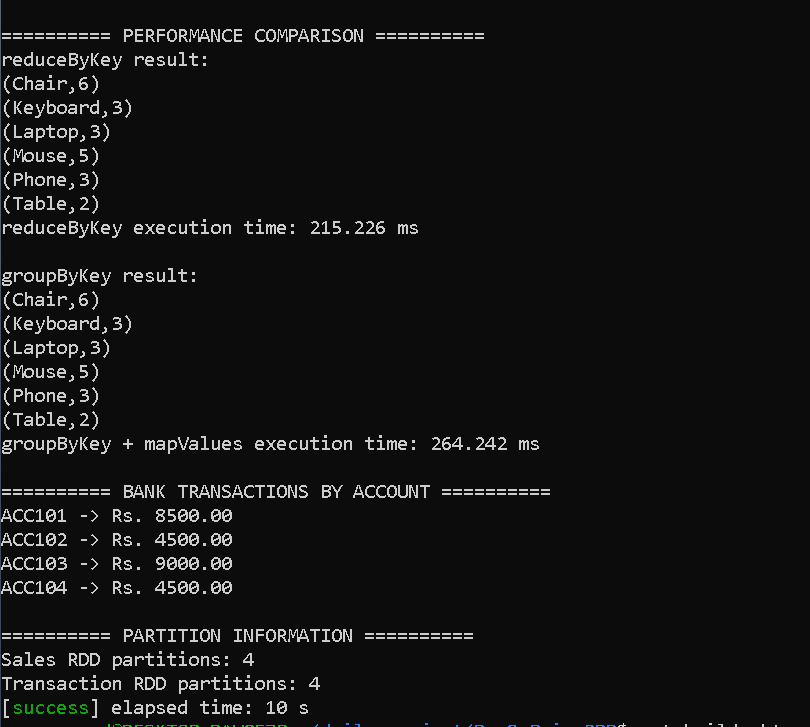 ========== PERFORMANCE COMPARISON ==========
reduceByKey result:
(Chair,6)
(Keyboard,3)
(Laptop,3)
(Mouse,5)
(Phone,3)
(Table,2)
reduceByKey execution time: 215.226 ms
groupByKey result:
(Chair,6)
(Keyboard,3)
(Laptop,3)
(Mouse,5)
(Phone,3)
(Table,2)
groupByKey + mapValues execution time: 264.242 ms
========== BANK TRANSACTIONS BY ACCOUNT ==========
ACC101 -> Rs. 8500.00
ACC102 -> Rs. 4500.00
ACC103 -> Rs. 9000.00
ACC104 -> Rs. 4500.00
========== PARTITION INFORMATION ==========
Sales RDD partitions: 4
Transaction RDD partitions: 4
[success] elapsed time: 10 s